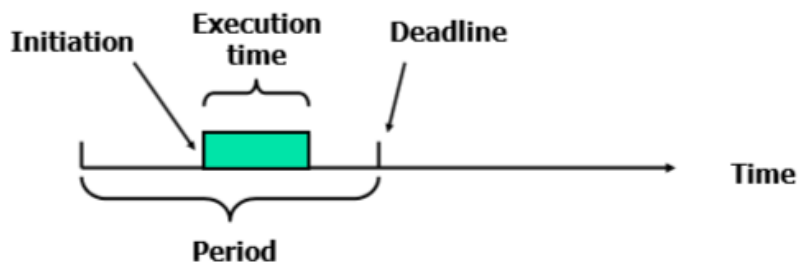 Initiation
Execution
time
Deadline
Time
Period